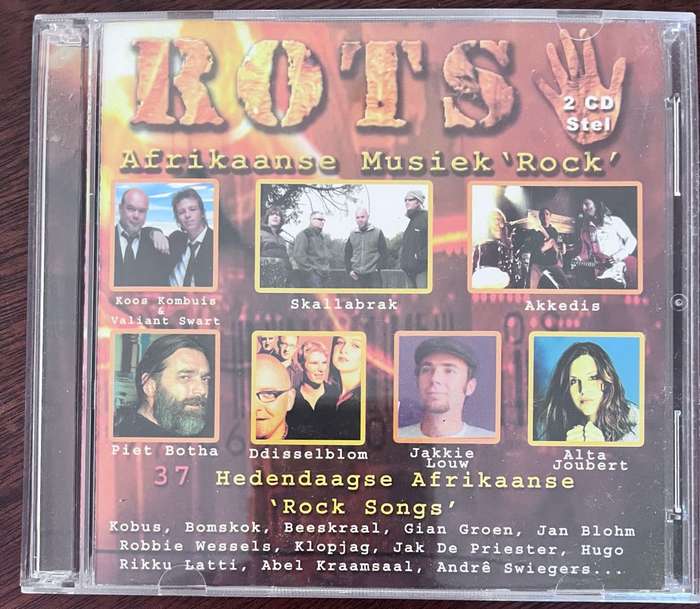 ROTS
2 CD
Stel
Afrikaanse Musiek 'Rock'
Koos Kombuis
&
Valiant Swart
Skallabrak
Akkedis
Piet Botha
Ddisselblom
Jakkie
Louw
Alta
Joubert
37 Hedendaagse Afrikaanse
'Rock Songs'
Kobus, Bomskok, Beeskraal, Gian Groen, Jan Blohm
Robbie Wessels, Klopjag, Jak De Priester, Hugo
Rikku Latti, Abel Kraamsaal, Andrê Swiegers...